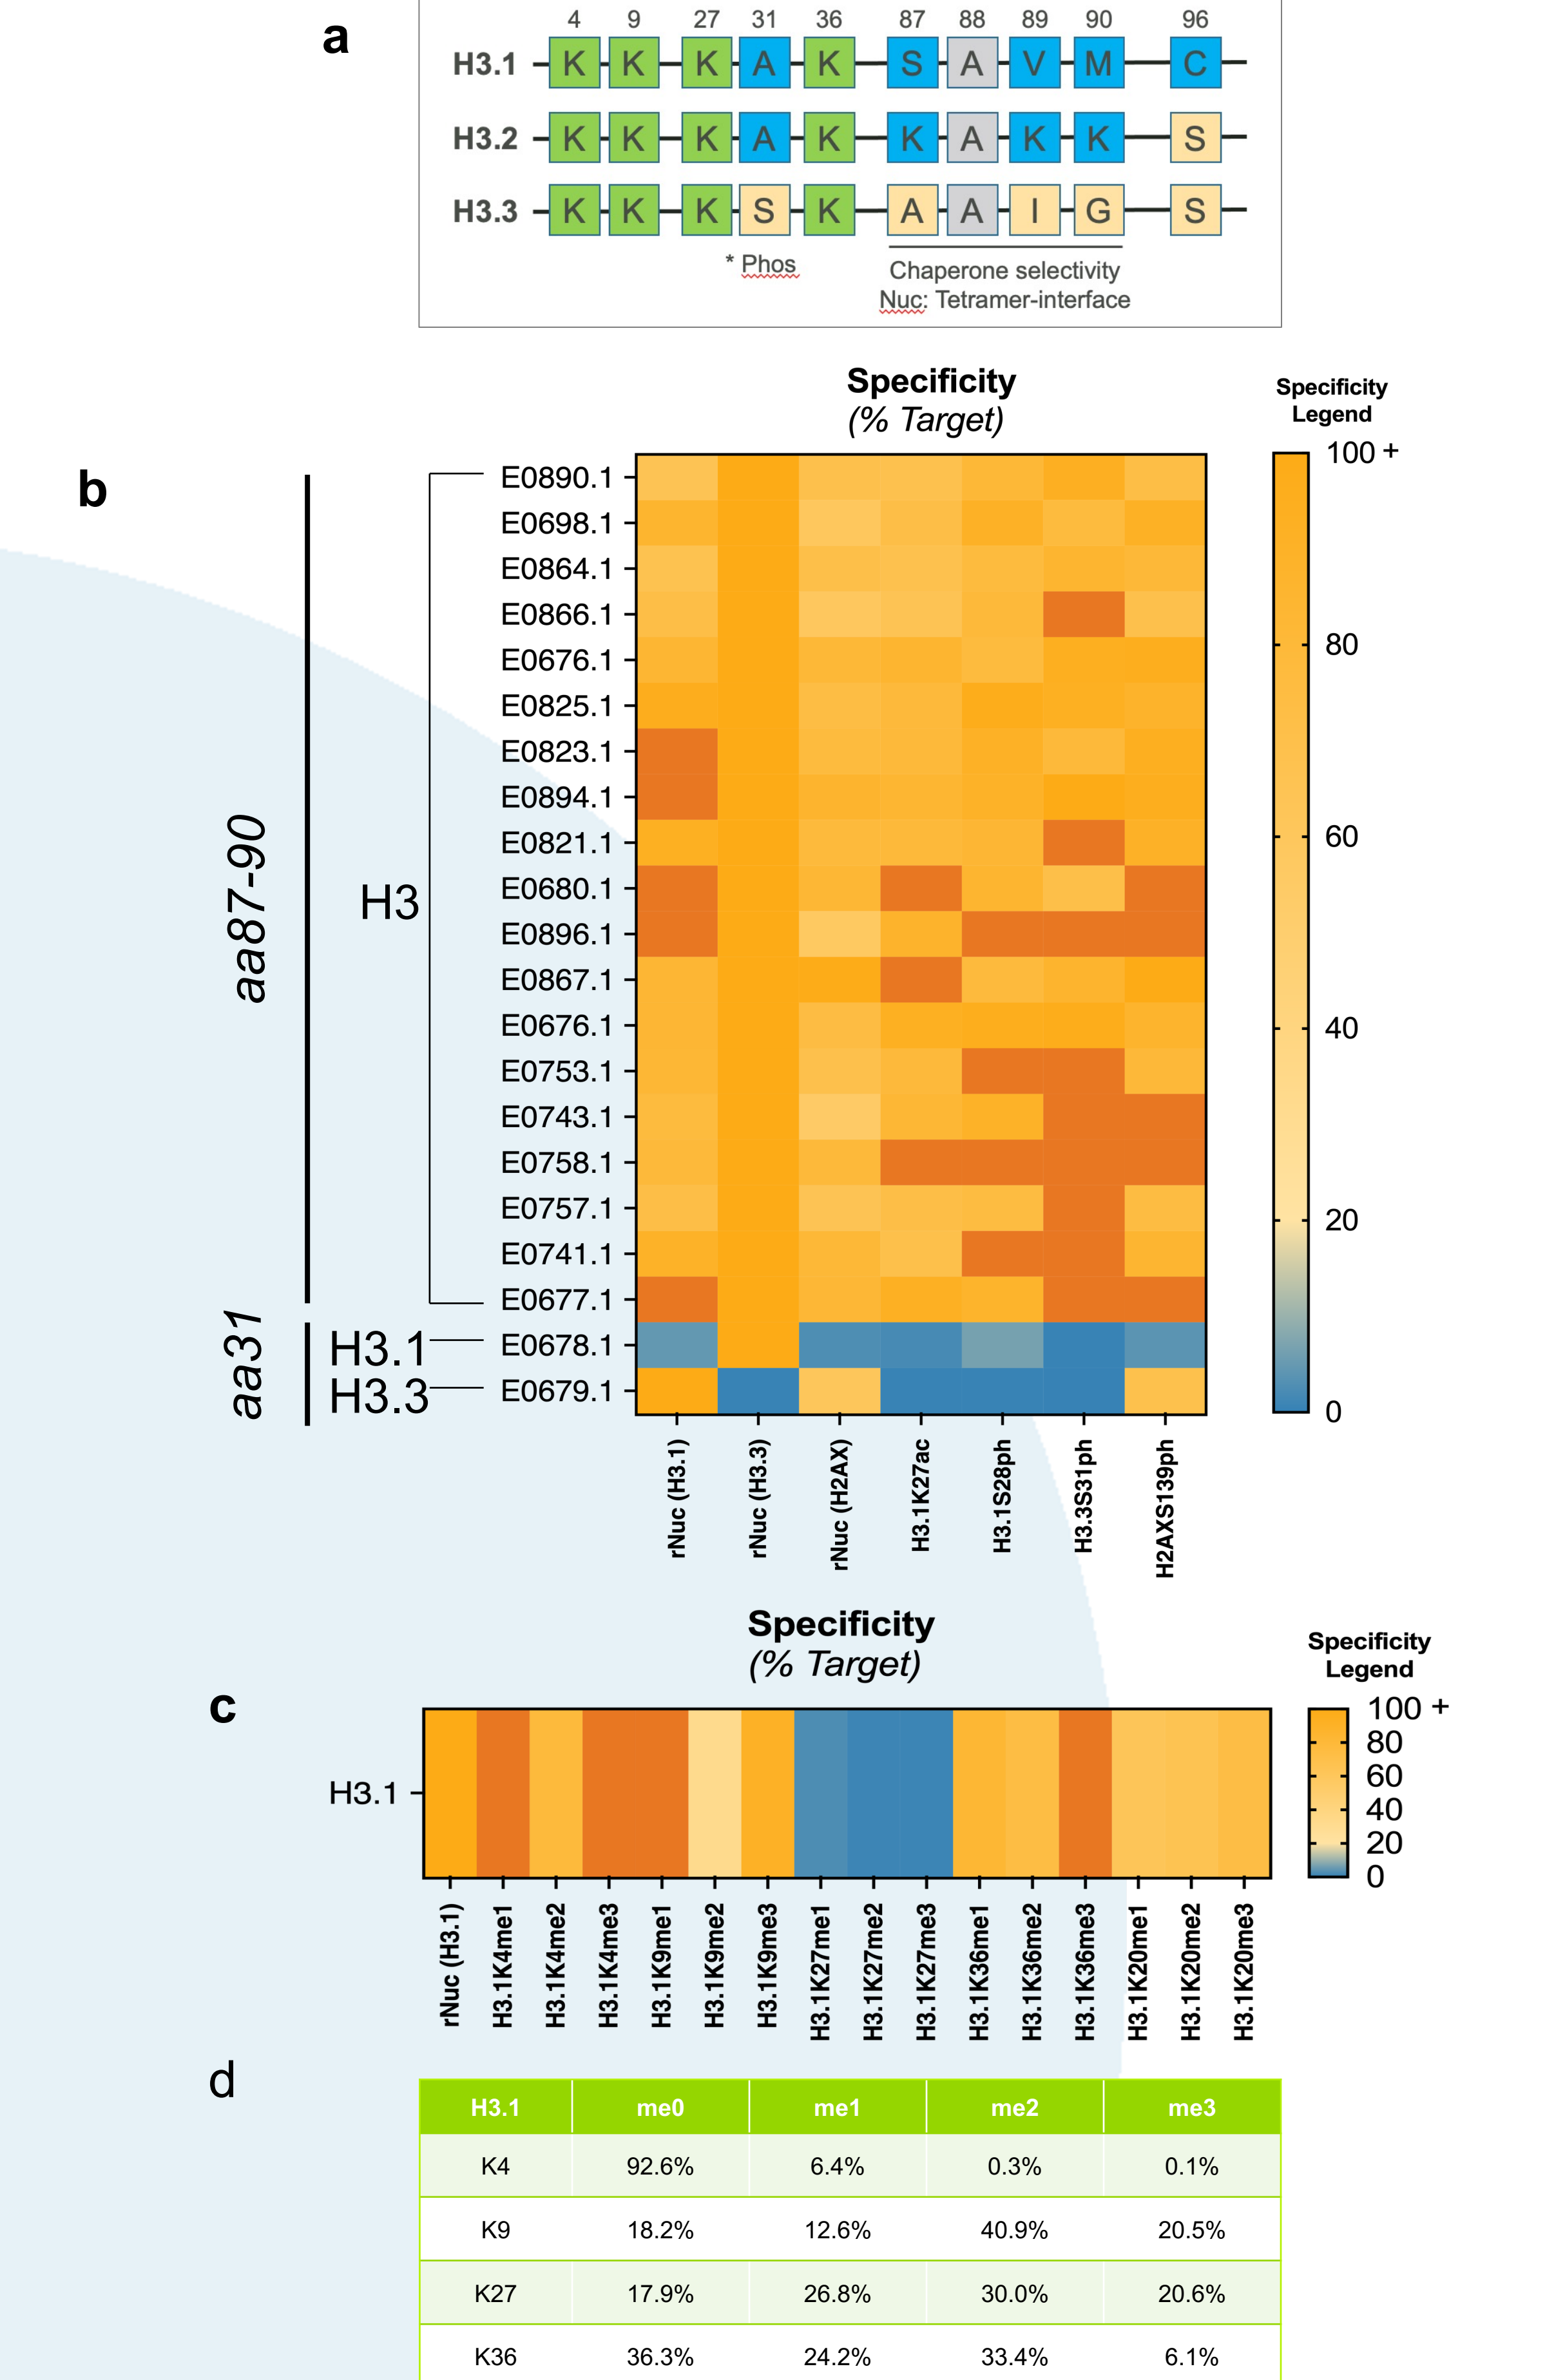 a
4 9 27 31 36 87 88 89 90 96
H3.1 K K K A K S A V M C
H3.2 K K K A K K A K K S
H3.3 K K K S K A A I G S
* Phos
Chaperone selectivity
Nuc: Tetramer-interface
b
Specificity
(% Target)
Specificity
Legend
100 +
80
60
40
20
0
aa87-90
aa31
H3
H3.1
H3.3
E0890.1
E0698.1
E0864.1
E0866.1
E0676.1
E0825.1
E0823.1
E0894.1
E0821.1
E0680.1
E0896.1
E0867.1
E0676.1
E0753.1
E0743.1
E0758.1
E0757.1
E0741.1
E0677.1
E0678.1
E0679.1
rNuc (H3.1)
rNuc (H3.3)
rNuc (H2AX)
H3.1K27ac
H3.1S28ph
H3.3S31ph
H2AXS139ph
c
Specificity
(% Target)
Specificity
Legend
100 +
80
60
40
20
0
H3.1
rNuc (H3.1)
H3.1K4me1
H3.1K4me2
H3.1K4me3
H3.1K9me1
H3.1K9me2
H3.1K9me3
H3.1K27me1
H3.1K27me2
H3.1K27me3
H3.1K36me1
H3.1K36me2
H3.1K36me3
H3.1K20me1
H3.1K20me2
H3.1K20me3
d
H3.1 me0 me1 me2 me3
K4 92.6% 6.4% 0.3% 0.1%
K9 18.2% 12.6% 40.9% 20.5%
K27 17.9% 26.8% 30.0% 20.6%
K36 36.3% 24.2% 33.4% 6.1%